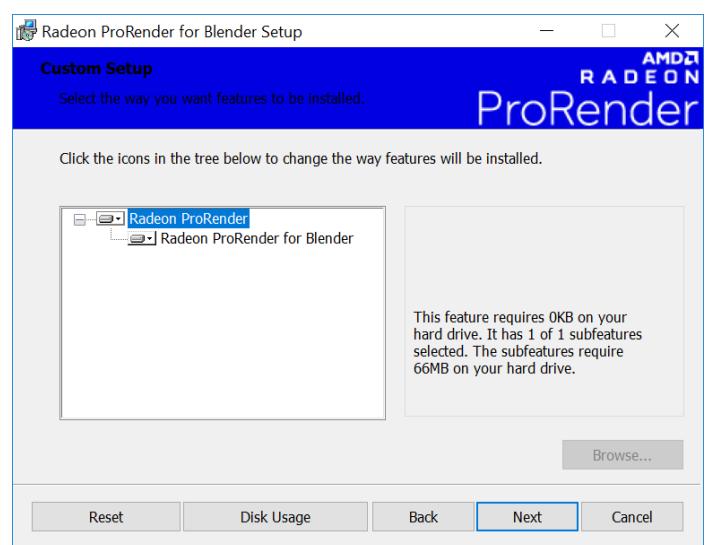 Radeon ProRender for Blender Setup
Custom Setup
Select the way you want features to be installed.
AMD
RADEON
ProRender
Click the icons in the tree below to change the way features will be installed.
Radeon ProRender
Radeon ProRender for Blender
This feature requires 0KB on your
hard drive. It has 1 of 1 subfeatures
selected. The subfeatures require
66MB on your hard drive.
Browse...
Reset
Disk Usage
Back
Next
Cancel